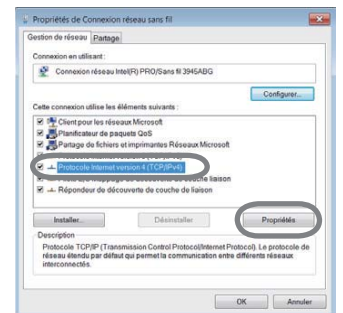 Propriétés de Connexion réseau sans fil
Gestion de réseau Partage
Connexion en utilisant :
Connexion réseau Intel(R) PRO/Sans fil 3945ABG
Configurer...
Cette connexion utilise les éléments suivants :
Client pour les réseaux Microsoft
Planificateur de paquets QoS
Partage de fichiers et imprimantes Réseaux Microsoft
Protocole Internet version 4 (TCP/IPv4)
couche liaison
Répondeur de découverte de couche de liaison
Installer... Désinstaller Propriétés
Description
Protocole TCP/IP (Transmission Control Protocol/Internet Protocol). Le protocole de
réseau étendu par défaut qui permet la communication entre différents réseaux
interconnectés.
OK Annuler